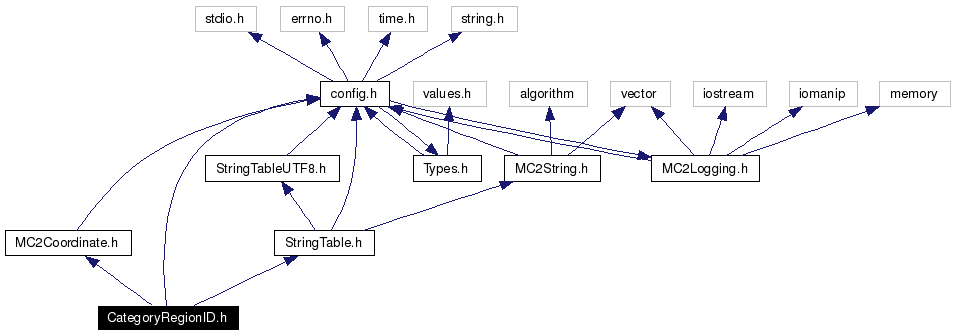 stdio.h errno.h time.h string.h
config.h values.h algorithm vector iostream iomanip memory
StringTableUTF8.h Types.h MC2String.h MC2Logging.h
MC2Coordinate.h StringTable.h
CategoryRegionID.h